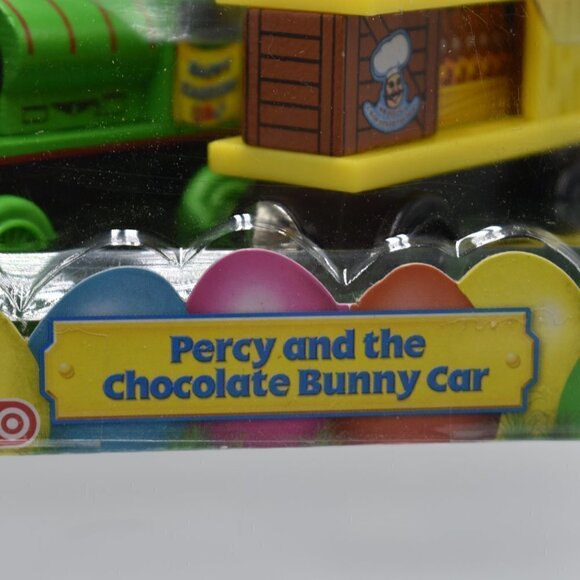 Percy and the
Chocolate Bunny Car